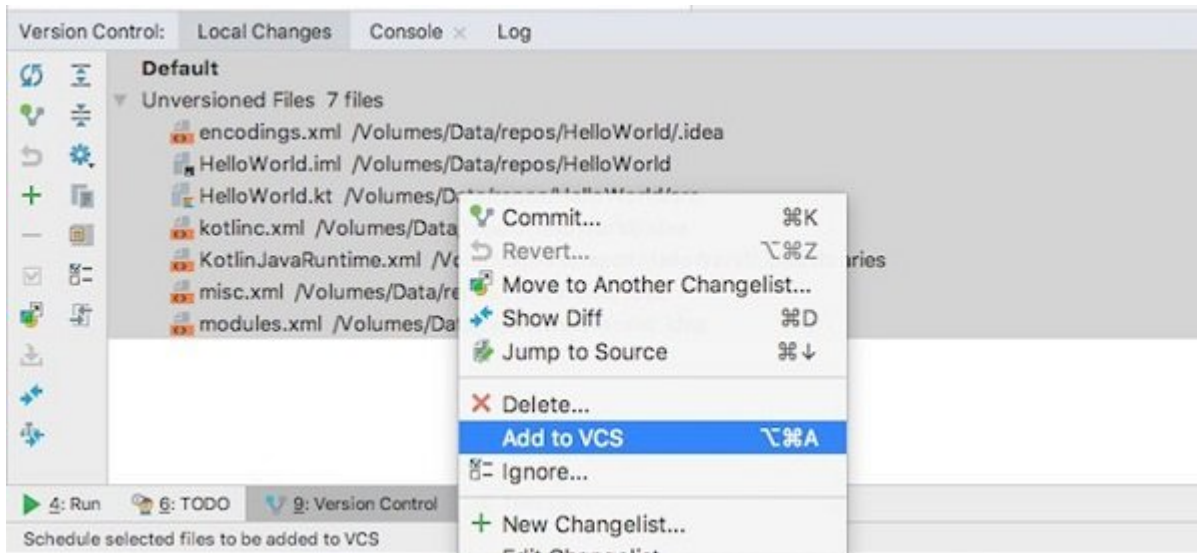 Version Control: Local Changes Console × Log
Default
Unversioned Files 7 files
encodings.xml /Volumes/Data/repos/HelloWorld/.idea
HelloWorld.iml /Volumes/Data/repos/HelloWorld
HelloWorld.kt /Volumes/
kotlinc.xml /Volumes/Data
KotlinJavaRuntime.xml
misc.xml /Volumes/Data/re
modules.xml /Volumes/Da
aries
Commit... ⌘K
Revert... ⌥⌘Z
Move to Another Changelist...
Show Diff ⌘D
Jump to Source ⌘↓
Delete...
Add to VCS ⌥⌘A
Ignore...
New Changelist...
Edit Changelist
4: Run 6: TODO 9: Version Control
Schedule selected files to be added to VCS